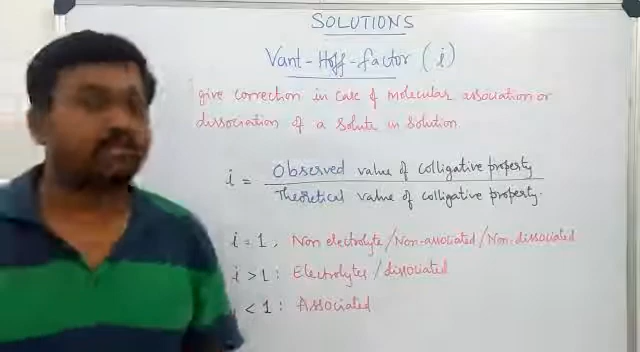 SOLUTIONS
Vant-Hoff-factor (i)
give correction in case of molecular association or
dissociation of a solute in solution.
i = Observed value of colligative property
Theoretical value of colligative property.
i = 1, Non electrolyte/Non-associated/Non-dissociated
i > 1 : Electrolytes/dissociated
< 1 : Associated